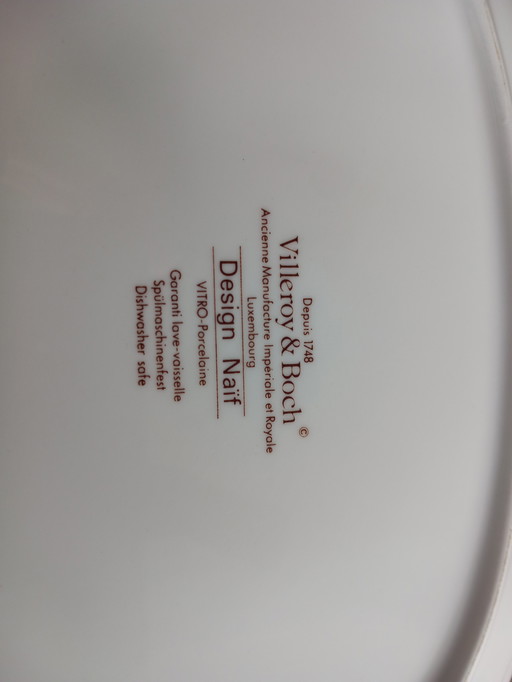 Depuis 1748
Villeroy & Boch ©
Ancienne Manufacture Impériale et Royale
Luxembourg
Design Naïf
VITRO-Porcelaine
Garanti lave-vaisselle
Spülmaschinenfest
Dishwasher safe